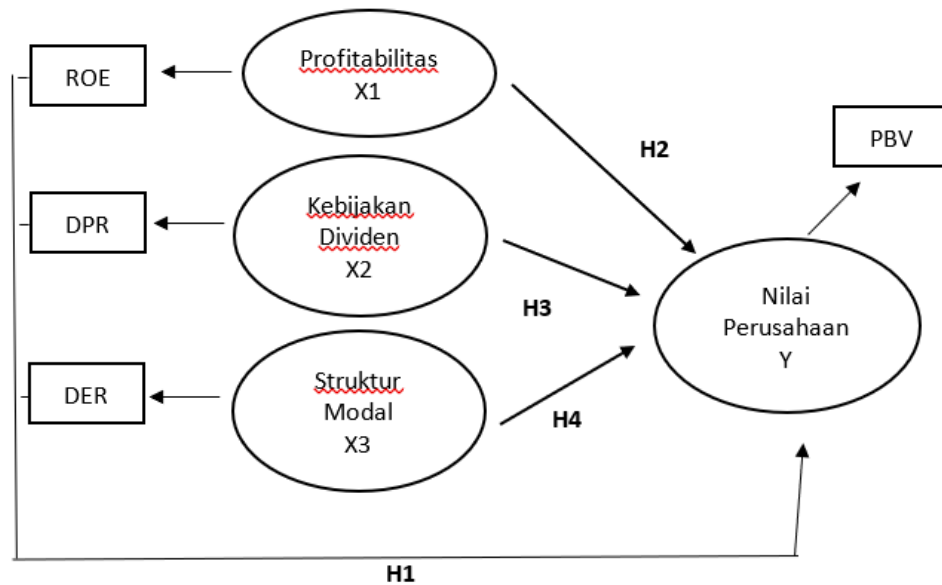 ROE
Profitabilitas
X1
H2
PBV
DPR
Kebijakan
Dividen
X2
H3
Nilai
Perusahaan
Y
DER
Struktur
Modal
X3
H4
H1